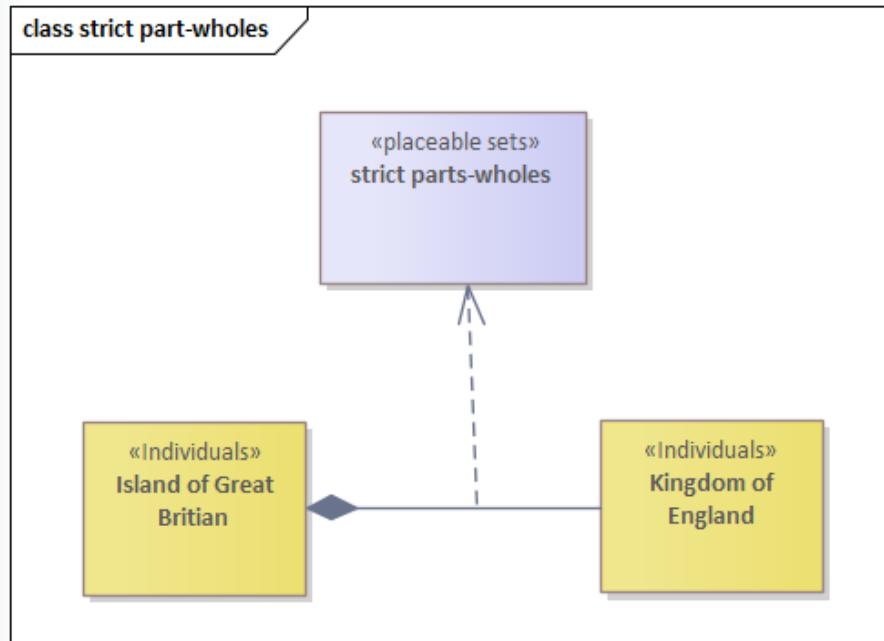 class strict part-wholes
«placeable sets»
strict parts-wholes
«Individuals»
Island of Great
Britian
«Individuals»
Kingdom of
England